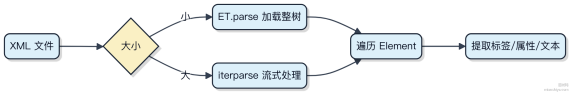 XML 文件
大小
小
ET.parse 加载整树
大
iterparse 流式处理
遍历 Element
提取标签/属性/文本